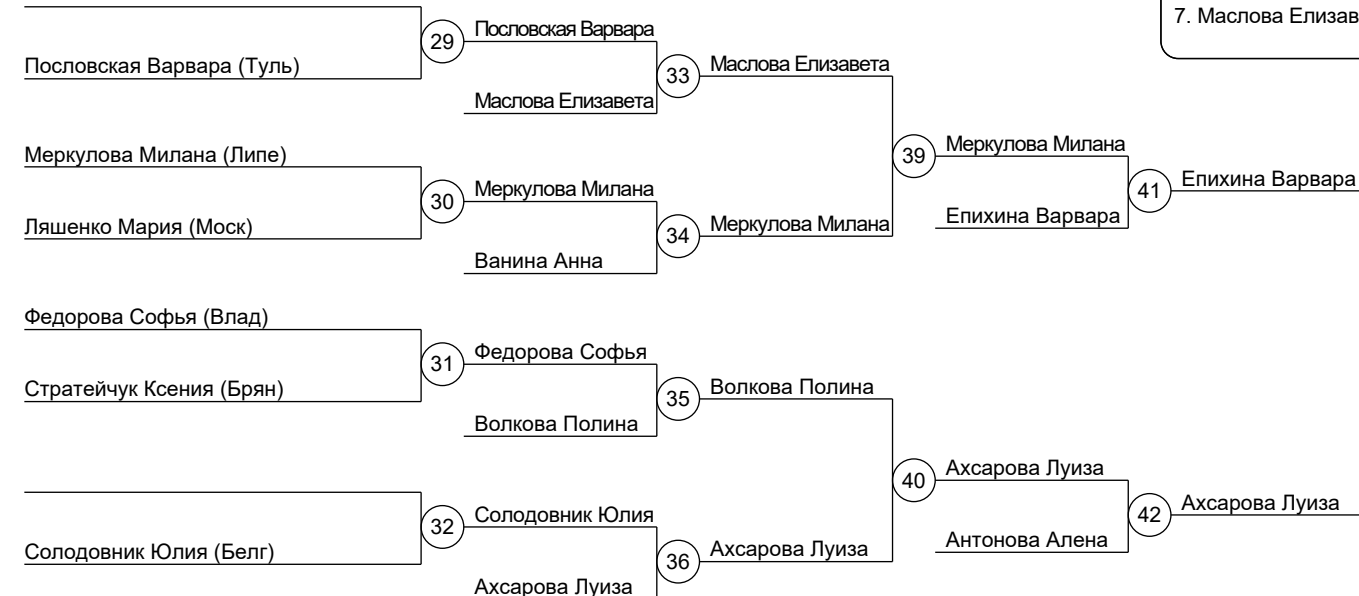 7. Маслова Елизав
29
Пословская Варвара
Пословская Варвара (Туль)
33
Маслова Елизавета
Маслова Елизавета
Меркулова Милана (Липе)
39
Меркулова Милана
30
Меркулова Милана
41
Епихина Варвара
Ляшенко Мария (Моск)
34
Меркулова Милана
Епихина Варвара
Ванина Анна
Федорова Софья (Влад)
31
Федорова Софья
Стратейчук Ксения (Брян)
35
Волкова Полина
Волкова Полина
40
Ахсарова Луиза
32
Солодовник Юлия
42
Ахсарова Луиза
Солодовник Юлия (Белг)
36
Ахсарова Луиза
Антонова Алена
Ахсарова Луиза